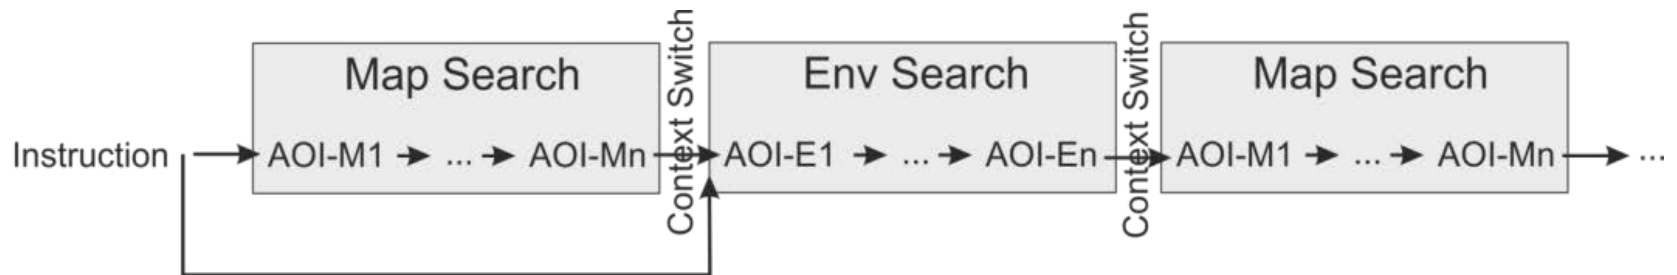 Map Search
Context Switch
Env Search
Context Switch
Map Search
Instruction
AOI-M1 ... AOI-Mn
AOI-E1 ... AOI-En
AOI-M1 ... AOI-Mn
...